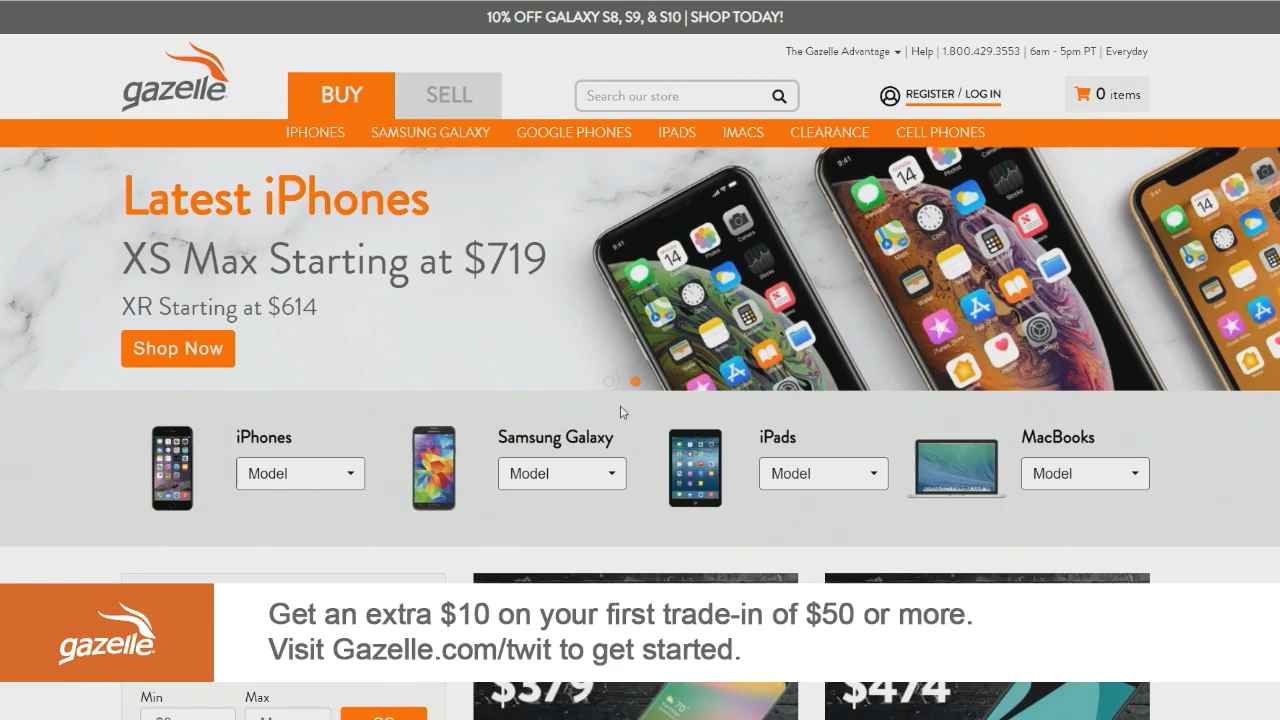 10% OFF GALAXY S8, S9, & S10 | SHOP TODAY!
The Gazelle Advantage | Help | 1.800.429.3553 | 6am - 5pm PT | Everyday
gazelle
BUY
SELL
Search our store
REGISTER / LOG IN
0 items
IPHONES SAMSUNG GALAXY GOOGLE PHONES IPADS IMACS CLEARANCE CELL PHONES
Latest iPhones
XS Max Starting at $719
XR Starting at $614
Shop Now
iPhones
Model
Samsung Galaxy
Model
iPads
Model
MacBooks
Model
gazelle
Get an extra $10 on your first trade-in of $50 or more.
Visit Gazelle.com/twit to get started.
Min Max
$379
$474